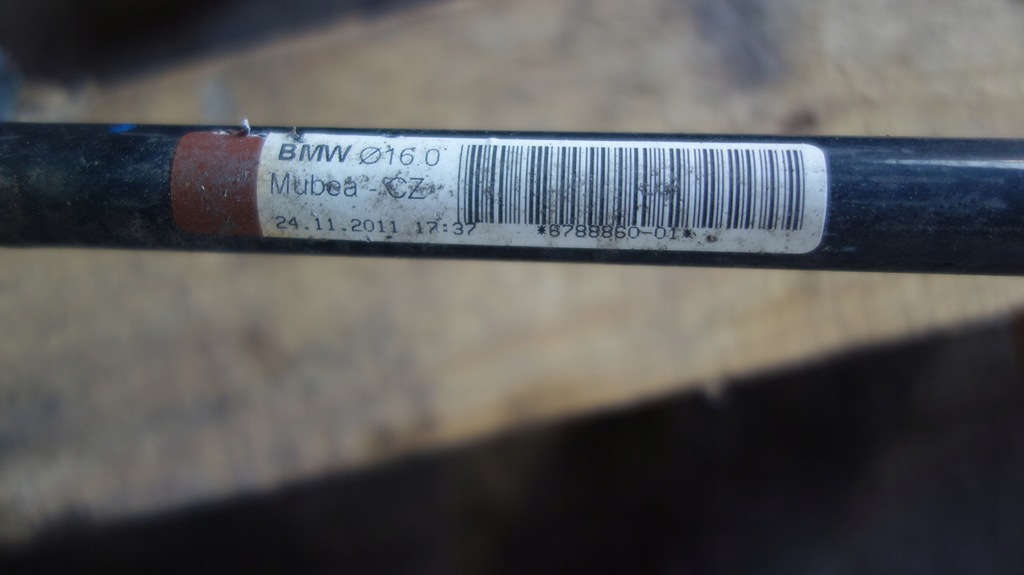 BMW Ø16.0
Mubea - CZ
24.11.2011 17:37
*6788860-01*